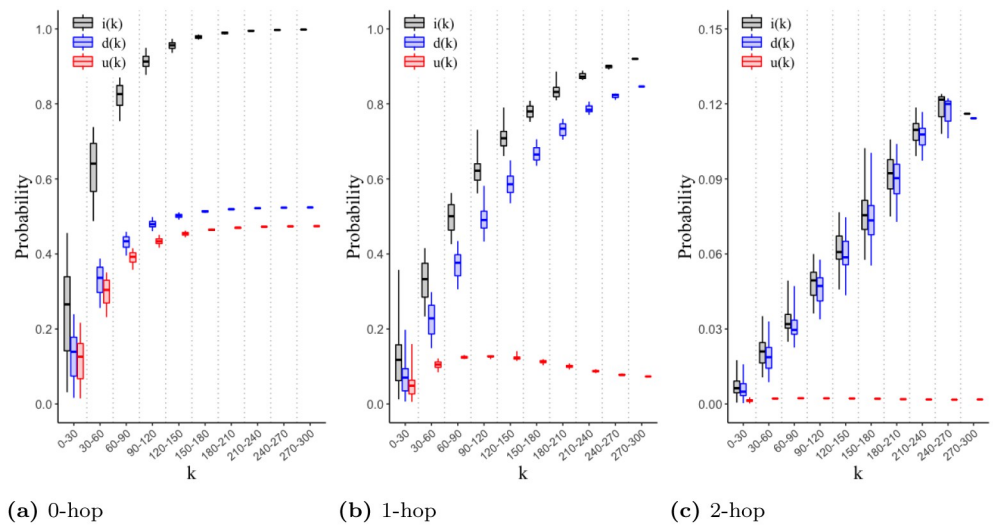 1.0
0.8
0.6
0.4
0.2
0.0
Probability
i(k)
d(k)
u(k)
0-30
30-60
60-90
90-120
120-150
150-180
180-210
210-240
240-270
270-300
k
(a) 0-hop
1.0
0.8
0.6
0.4
0.2
0.0
Probability
i(k)
d(k)
u(k)
0-30
30-60
60-90
90-120
120-150
150-180
180-210
210-240
240-270
270-300
k
(b) 1-hop
0.15
0.12
0.09
0.06
0.03
0.00
Probability
i(k)
d(k)
u(k)
0-30
30-60
60-90
90-120
120-150
150-180
180-210
210-240
240-270
270-300
k
(c) 2-hop